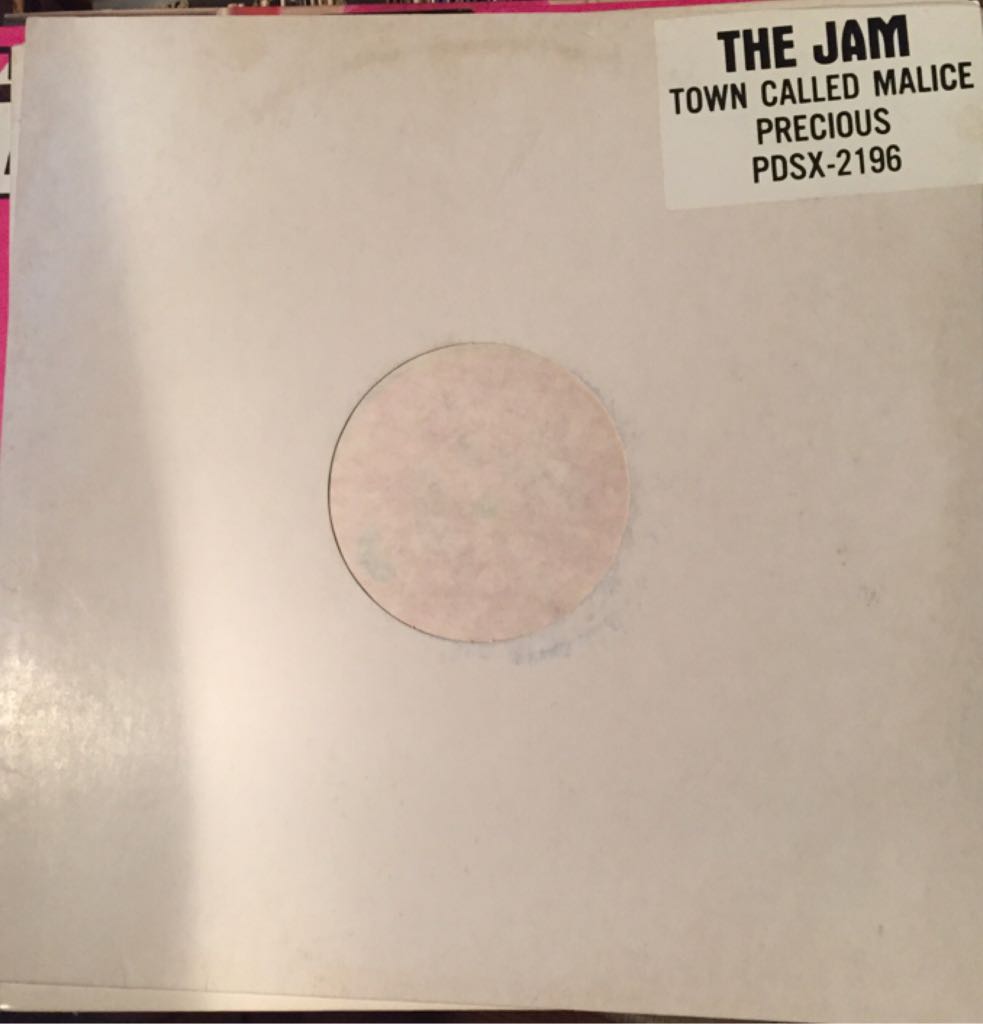 THE JAM
TOWN CALLED MALICE
PRECIOUS
PDSX-2196